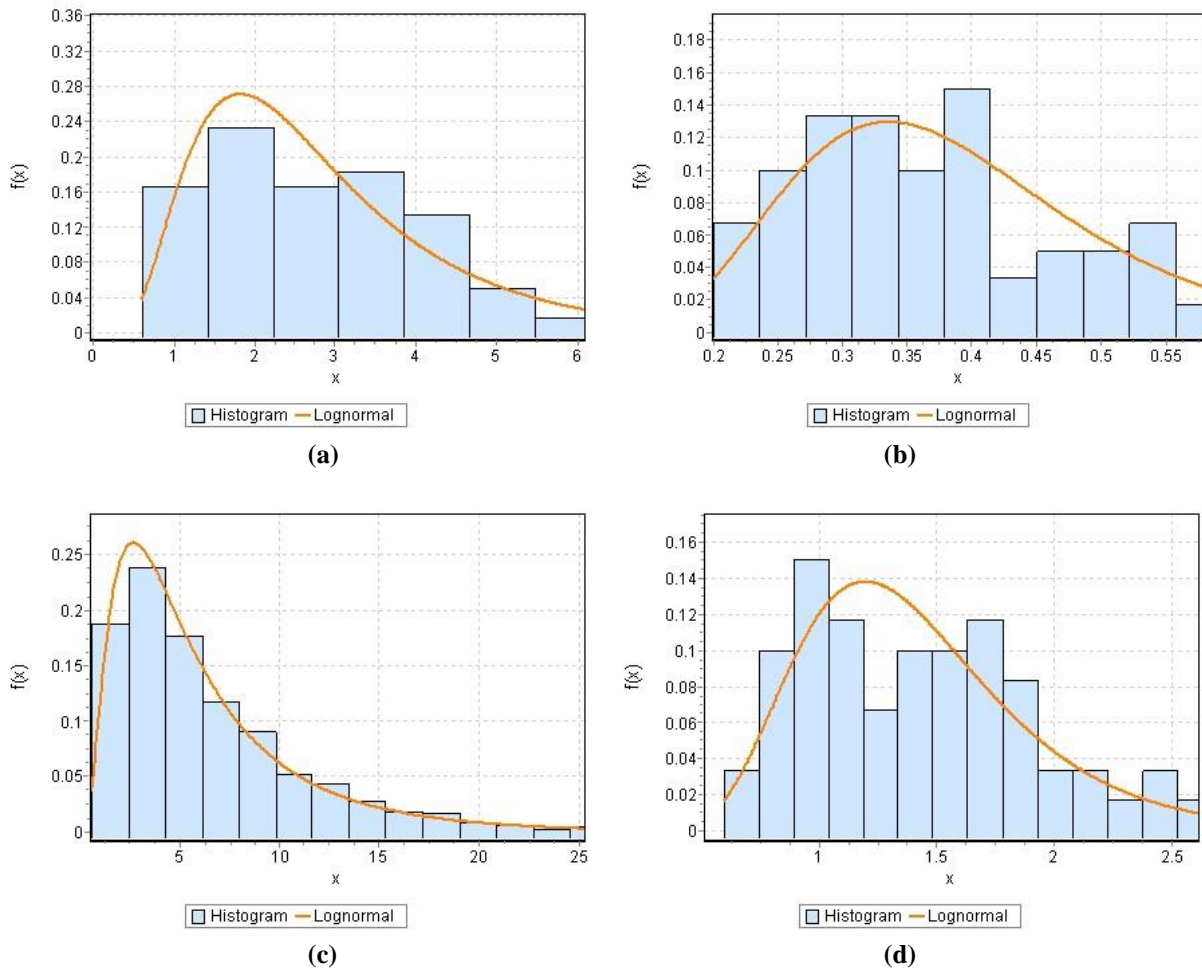 0.36
0.32
0.28
0.24
0.2
0.16
0.12
0.08
0.04
0
f(x)
0 1 2 3 4 5 6
x
Histogram Lognormal
(a)
0.18
0.16
0.14
0.12
0.1
0.08
0.06
0.04
0.02
0
f(x)
0.2 0.25 0.3 0.35 0.4 0.45 0.5 0.55
x
Histogram Lognormal
(b)
0.25
0.2
0.15
0.1
0.05
0
f(x)
5 10 15 20 25
x
Histogram Lognormal
(c)
0.16
0.14
0.12
0.1
0.08
0.06
0.04
0.02
0
f(x)
1 1.5 2 2.5
x
Histogram Lognormal
(d)